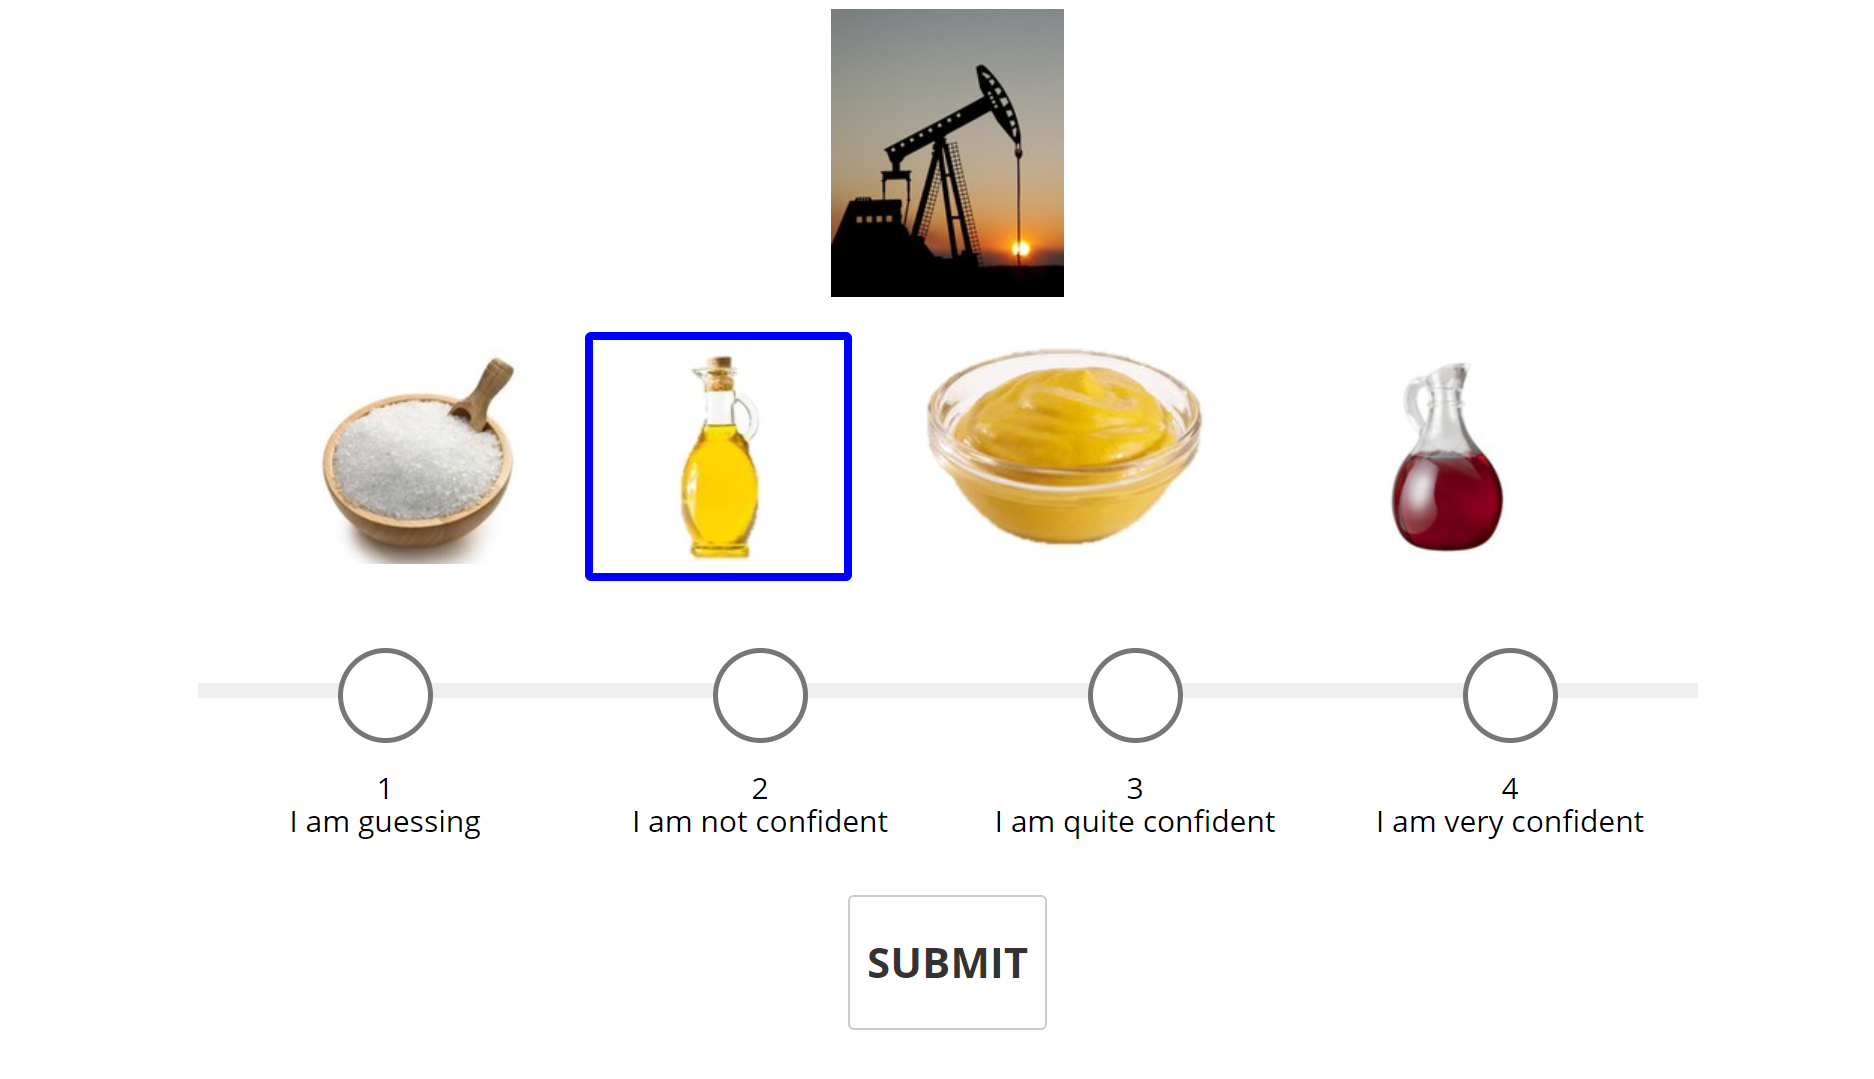 1
I am guessing
2
I am not confident
3
I am quite confident
4
I am very confident
SUBMIT